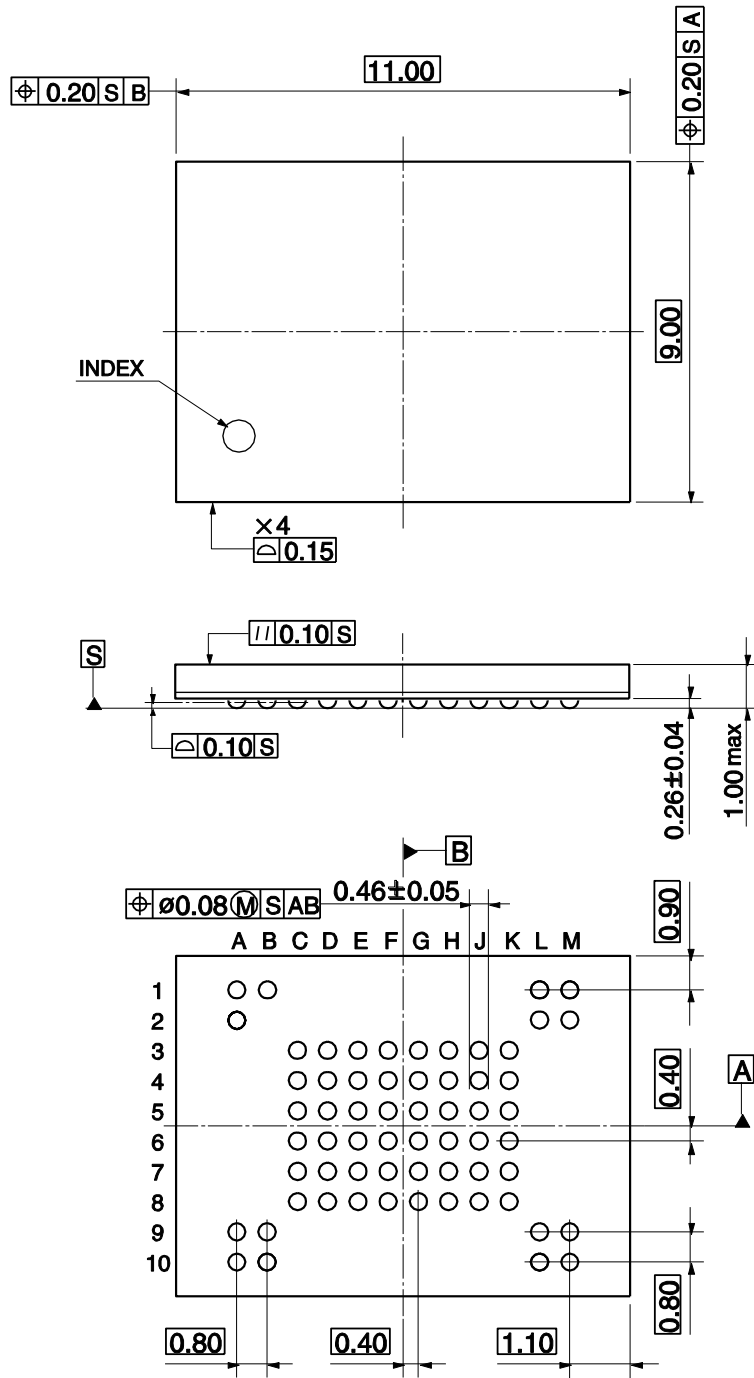 11.00
⌖ 0.20 S B
⌖ 0.20 S A
9.00
INDEX
×4
⌓ 0.15
// 0.10 S
S
⌓ 0.10 S
0.26±0.04
1.00 max
B
⌖ ø0.08 Ⓜ S AB
0.46±0.05
0.90
A B C D E F G H J K L M
1
2
3
4
5
6
7
8
9
10
0.40
A
0.80
0.80
0.40
1.10